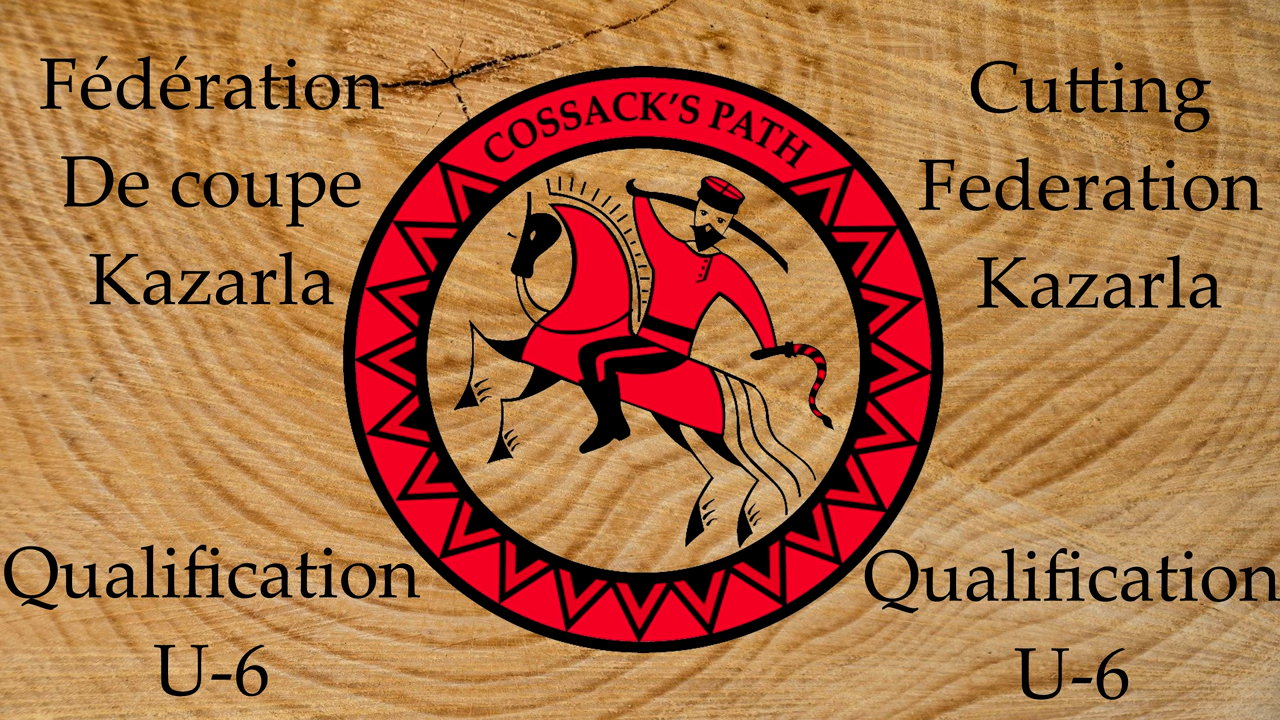 Fédération
De coupe
Kazarla
COSSACK'S PATH
Cutting
Federation
Kazarla
Qualification
U-6
Qualification
U-6